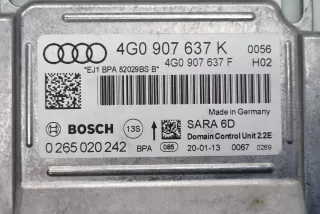 4G0 907 637 K 0056
4G0 907 637 F H02
*EJ1 BPA 82029BS B*
Made in Germany
BOSCH 13S SARA 6D
Domain Control Unit 2.2E
0 265 020 242 BPA 085 20-01-13 0067 0269